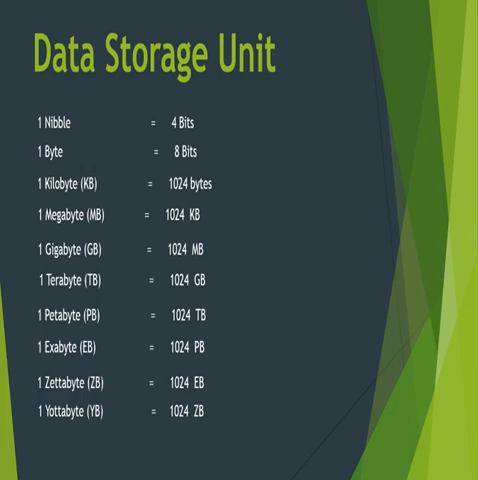 Data Storage Unit
1 Nibble = 4 Bits
1 Byte = 8 Bits
1 Kilobyte (KB) = 1024 bytes
1 Megabyte (MB) = 1024 KB
1 Gigabyte (GB) = 1024 MB
1 Terabyte (TB) = 1024 GB
1 Petabyte (PB) = 1024 TB
1 Exabyte (EB) = 1024 PB
1 Zettabyte (ZB) = 1024 EB
1 Yottabyte (YB) = 1024 ZB